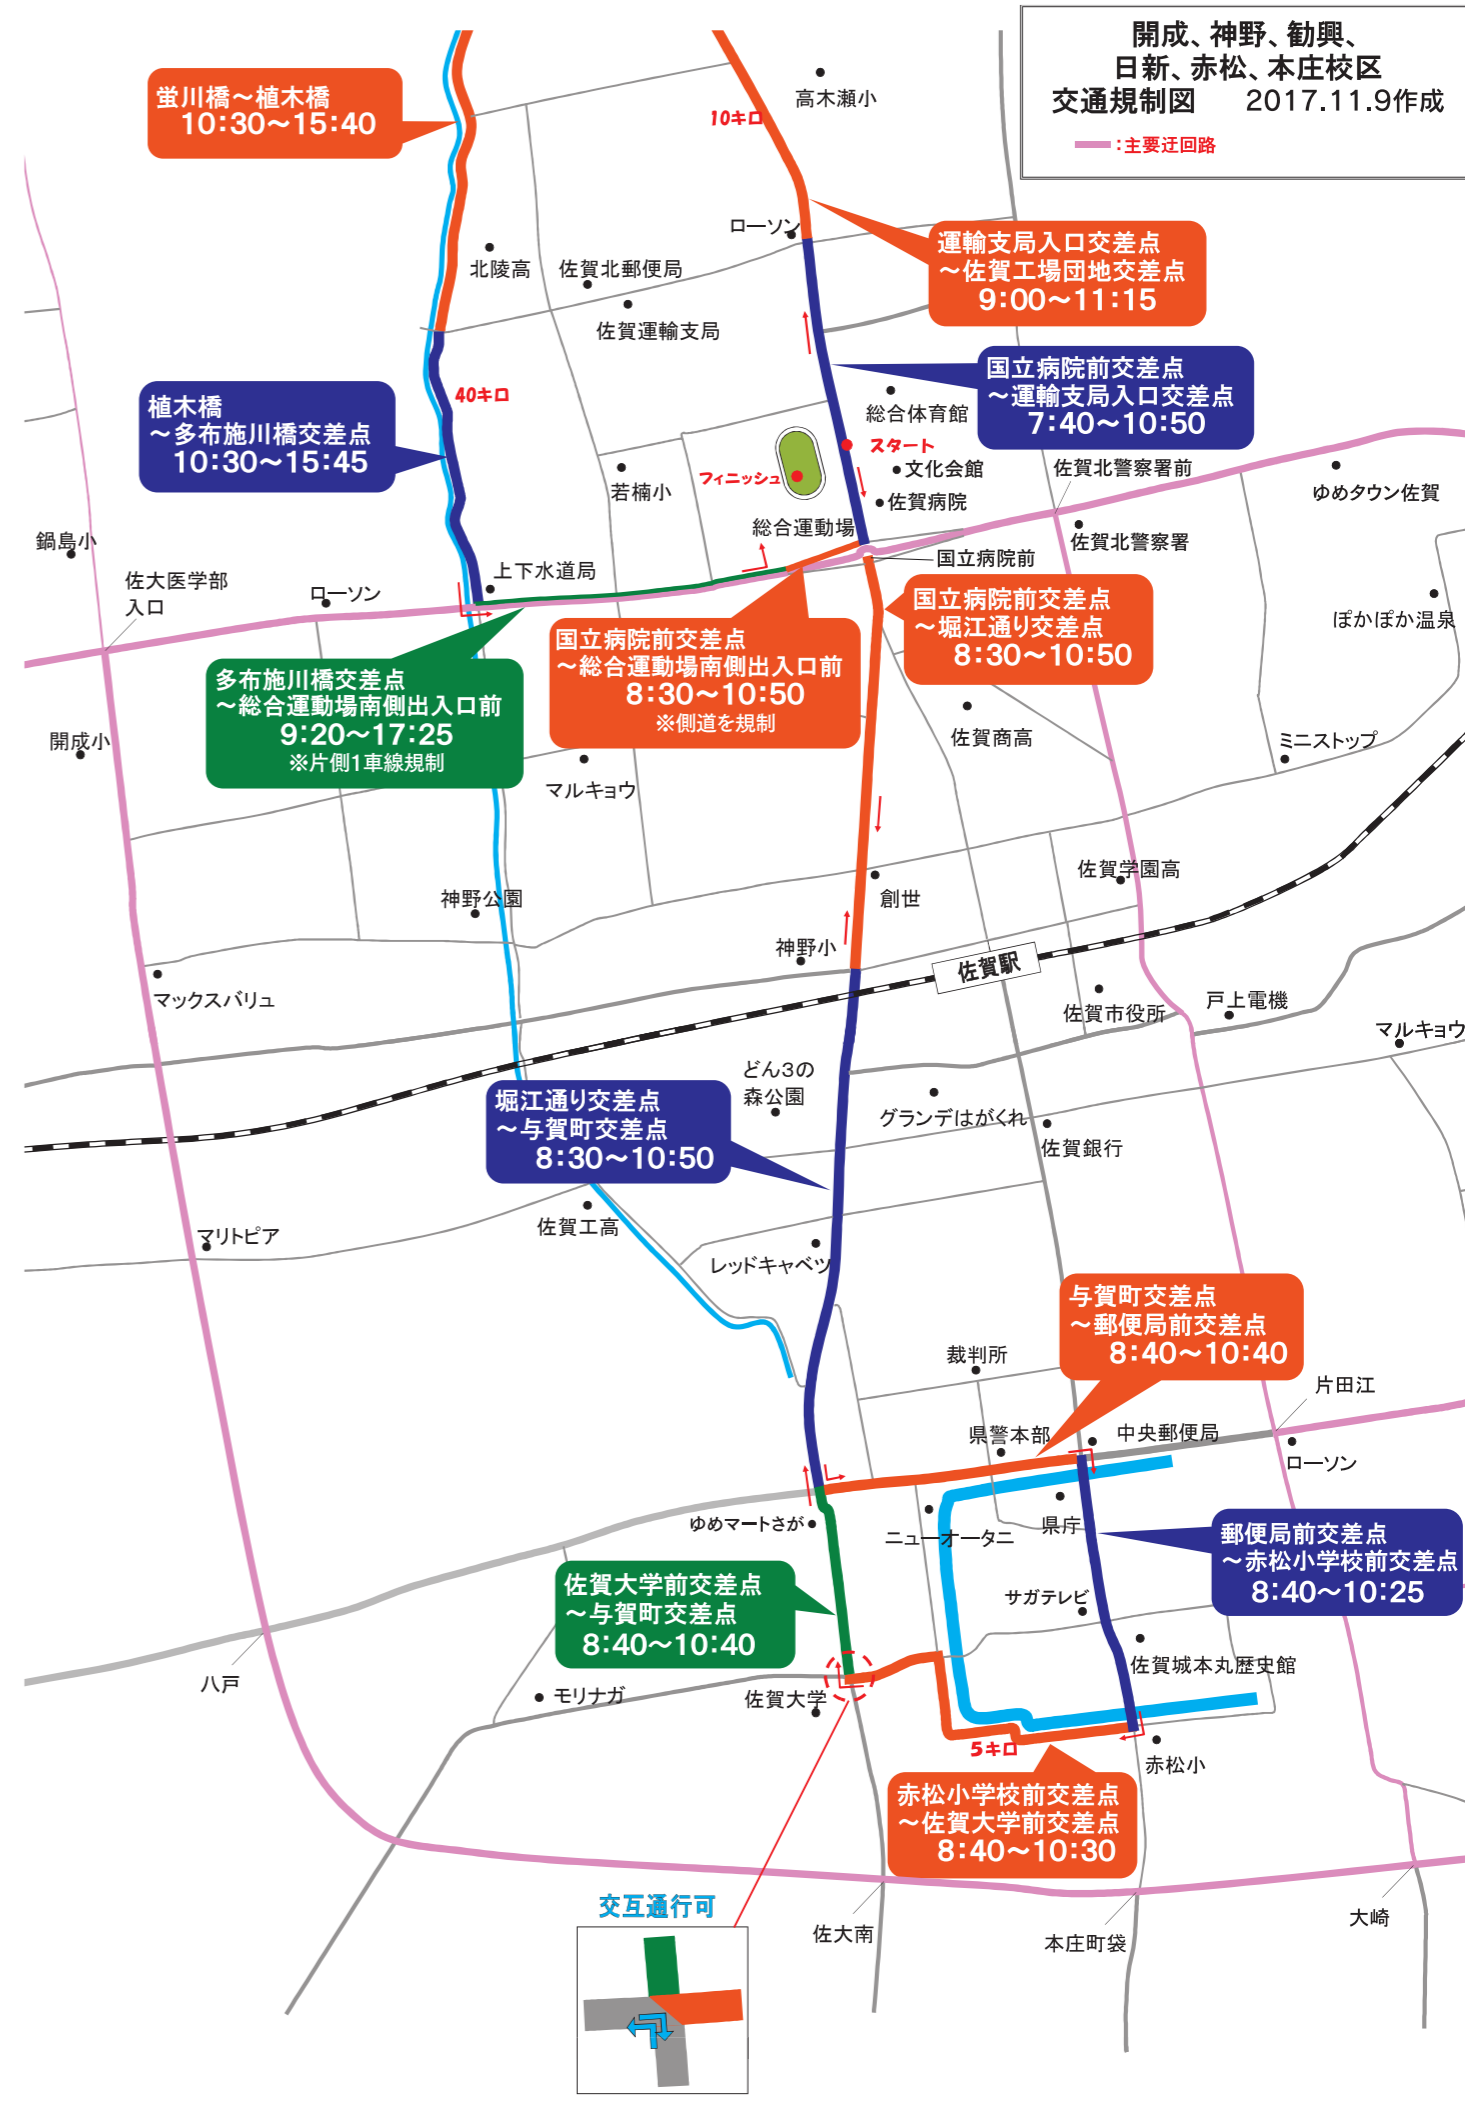 開成、神野、勧興、
日新、赤松、本庄校区
交通規制図 2017.11.9作成
:主要迂回路
高木瀬小
10キロ
蛍川橋～植木橋
10:30～15:40
ローソン
運輸支局入口交差点
～佐賀工場団地交差点
9:00～11:15
北陵高
佐賀北郵便局
佐賀運輸支局
国立病院前交差点
～運輸支局入口交差点
7:40～10:50
植木橋
～多布施川橋交差点
10:30～15:45
40キロ
総合体育館
スタート
文化会館
佐賀北警察署前
ゆめタウン佐賀
フィニッシュ
若楠小
佐賀病院
総合運動場
佐賀北警察署
国立病院前
鍋島小
佐大医学部
入口
ローソン
上下水道局
ぽかぽか温泉
国立病院前交差点
～堀江通り交差点
8:30～10:50
国立病院前交差点
～総合運動場南側出入口前
8:30～10:50
※側道を規制
多布施川橋交差点
～総合運動場南側出入口前
9:20～17:25
※片側1車線規制
開成小
佐賀商高
ミニストップ
マルキョウ
佐賀学園高
神野公園
創世
神野小
佐賀駅
マックスバリュ
佐賀市役所
戸上電機
マルキョウ
どん3の
森公園
グランデはがくれ
佐賀銀行
堀江通り交差点
～与賀町交差点
8:30～10:50
佐賀工高
マリトピア
レッドキャベツ
与賀町交差点
～郵便局前交差点
8:40～10:40
裁判所
片田江
県警本部
中央郵便局
ローソン
ゆめマートさが
ニューオータニ
県庁
郵便局前交差点
～赤松小学校前交差点
8:40～10:25
佐賀大学前交差点
～与賀町交差点
8:40～10:40
サガテレビ
佐賀城本丸歴史館
八戸
モリナガ
佐賀大学
5キロ
赤松小
赤松小学校前交差点
～佐賀大学前交差点
8:40～10:30
交互通行可
佐大南
本庄町袋
大崎